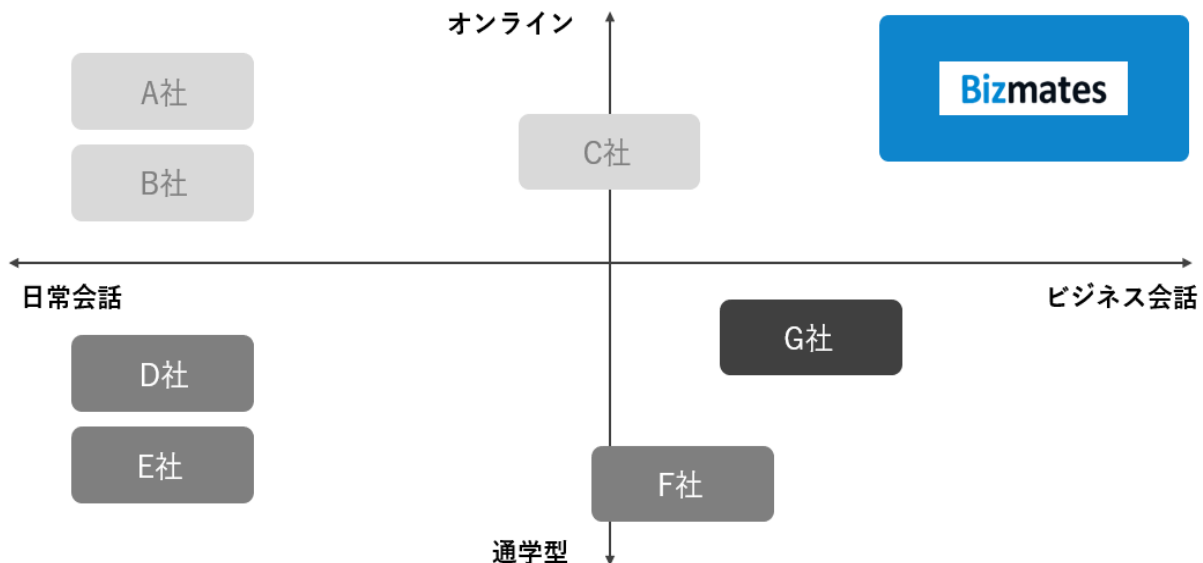 オンライン
A社
Bizmates
C社
B社
日常会話
ビジネス会話
G社
D社
E社
F社
通学型